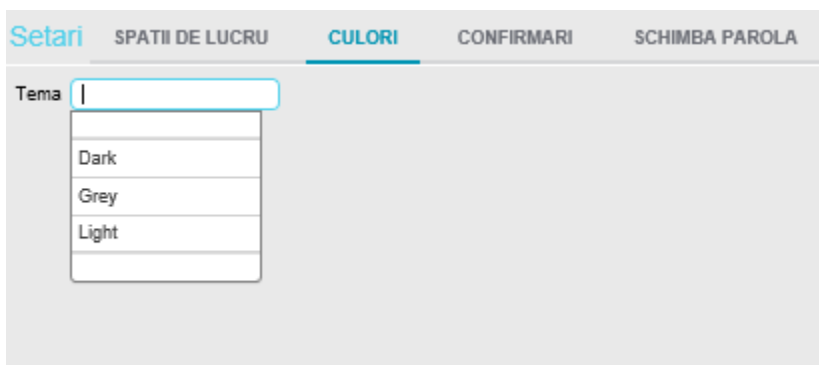 Setari SPATII DE LUCRU CULORI CONFIRMARI SCHIMBA PAROLA
Tema
Dark
Grey
Light